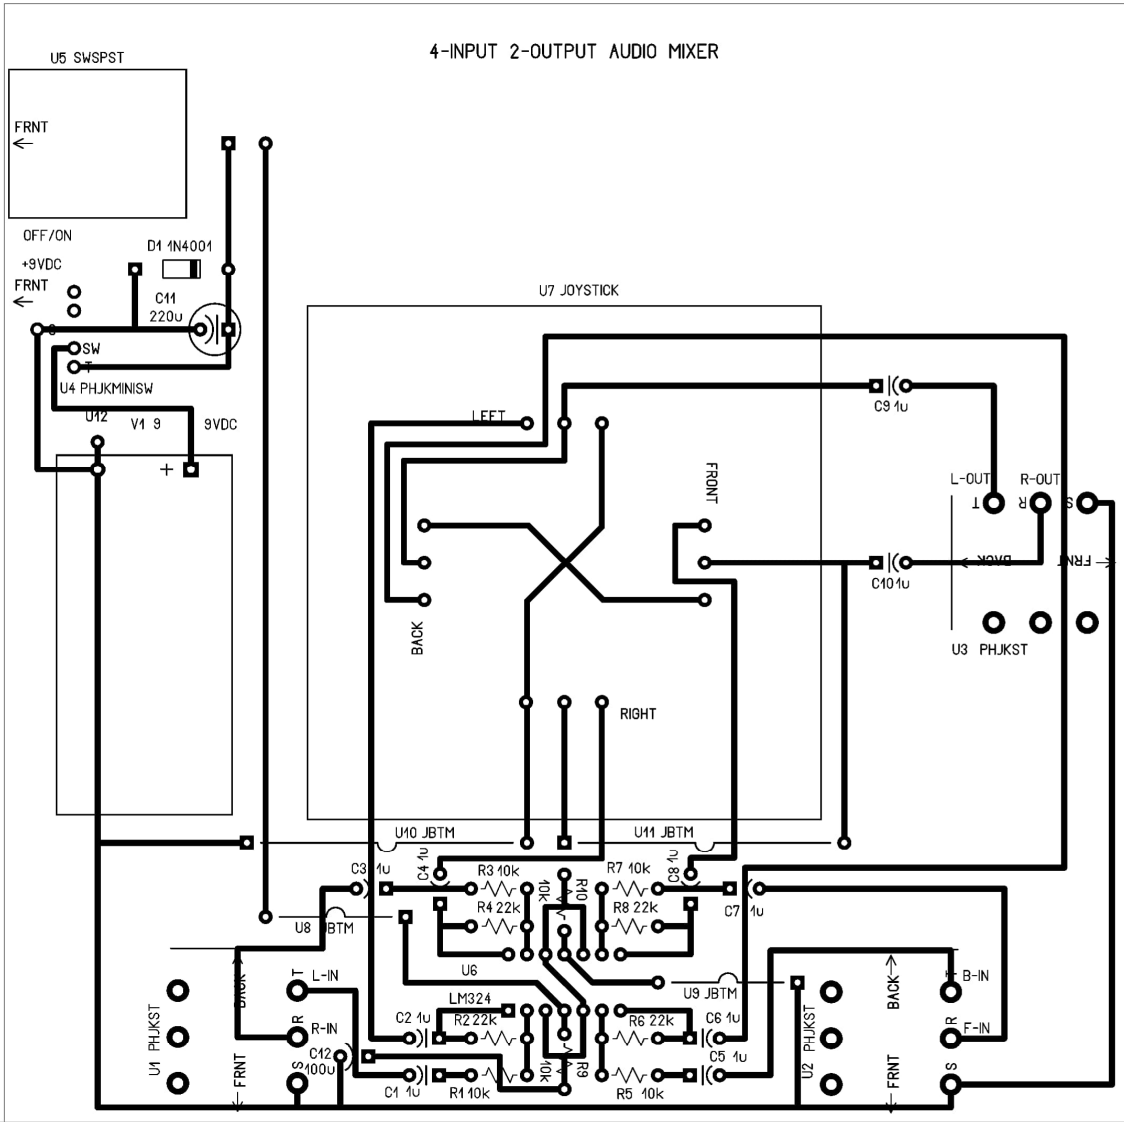 4-INPUT 2-OUTPUT AUDIO MIXER
U5 SWSPST
FRNT
OFF/ON
D1 1N4001
+9VDC
FRNT
C11
220u
S
SW
T
U4 PHJKMINISW
U12
V1 9
9VDC
+
U7 JOYSTICK
LEFT
FRONT
BACK
RIGHT
C9 1u
L-OUT
R-OUT
T
R
S
BACK
FRNT
C10 1u
U3 PHJKST
U10 JBTM
U11 JBTM
C3 1u
C4 1u
R3 10k
10k
R10
R7 10k
C8 1u
R4 22k
R8 22k
C7 1u
U8 JBTM
U6
U9 JBTM
LM324
BACK
T
L-IN
R
R-IN
S
U1 PHJKST
FRNT
C12
100u
C2 1u
R2 22k
R6 22k
C6 1u
C1 1u
R1 10k
10k
R9
R5 10k
C5 1u
U2 PHJKST
BACK
T
B-IN
R
F-IN
S
FRNT